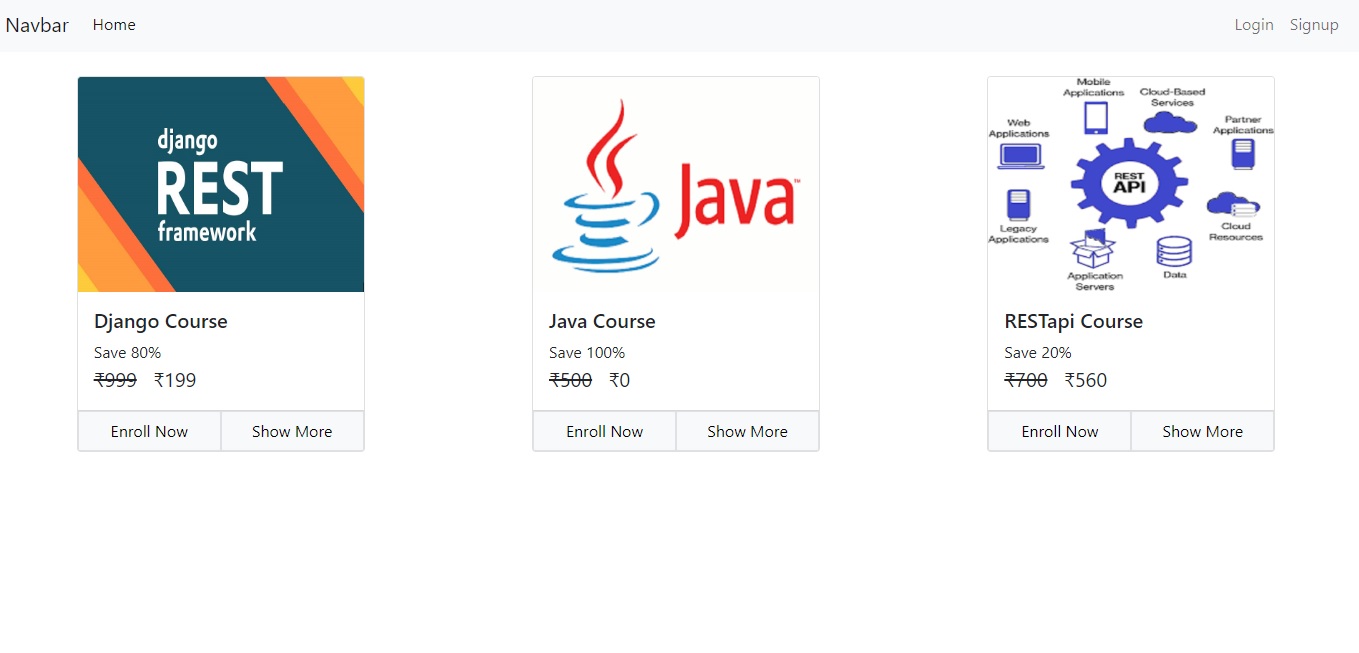 Navbar Home Login Signup
django
REST
framework
Django Course
Save 80%
₹999 ₹199
Enroll Now Show More
Java™
Java Course
Save 100%
₹500 ₹0
Enroll Now Show More
Mobile
Applications
Cloud-Based
Services
Web
Applications
Partner
Applications
REST
API
Legacy
Applications
Cloud
Resources
Application
Servers
Data
RESTapi Course
Save 20%
₹700 ₹560
Enroll Now Show More